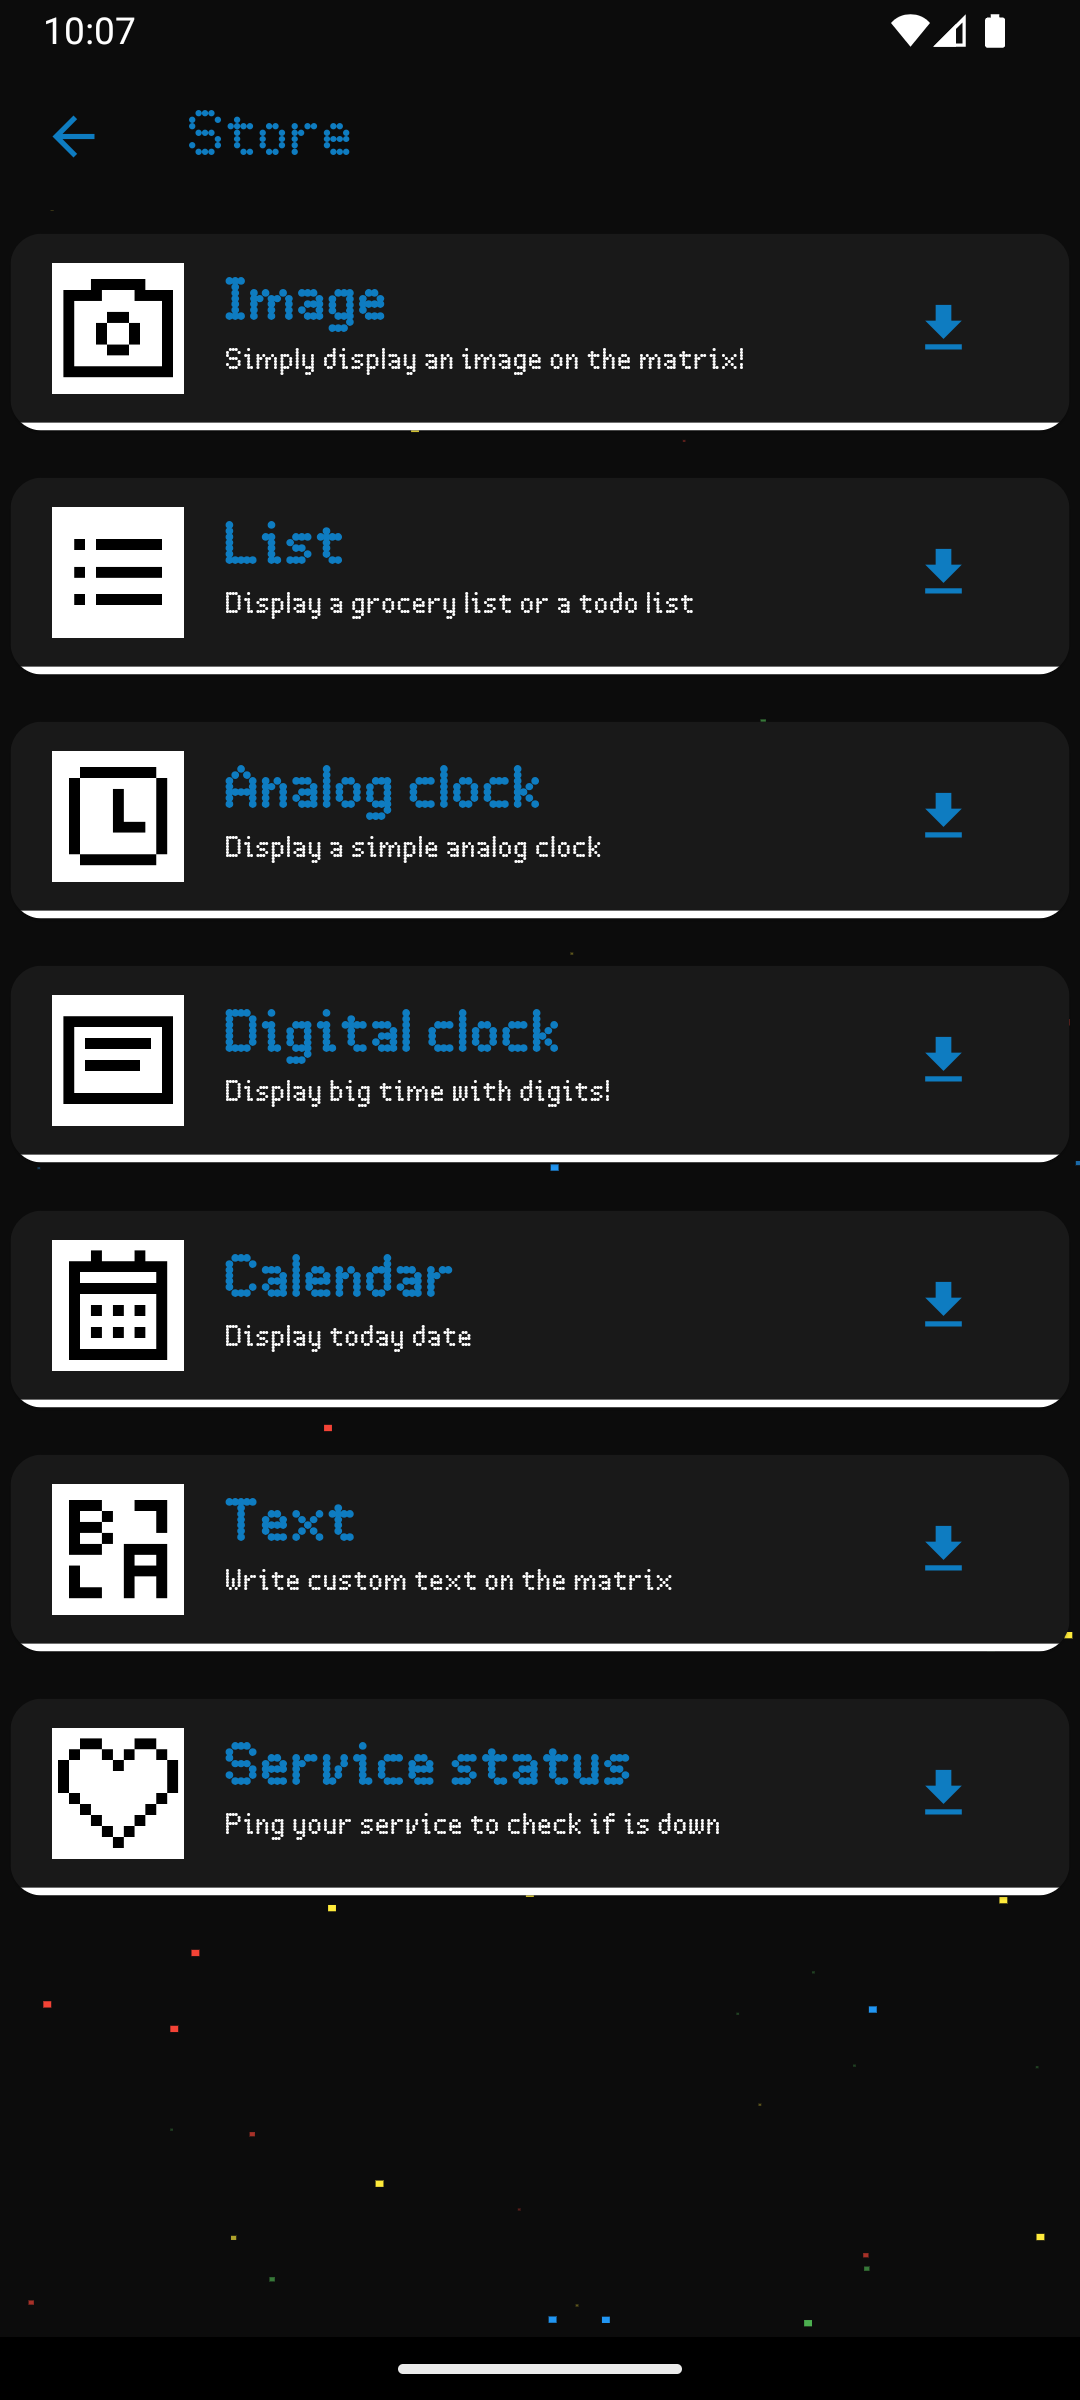 10:07
Store
Image
Simply display an image on the matrix!
List
Display a grocery list or a todo list
Analog clock
Display a simple analog clock
Digital clock
Display big time with digits!
Calendar
Display today date
Text
Write custom text on the matrix
Service status
Ping your service to check if is down